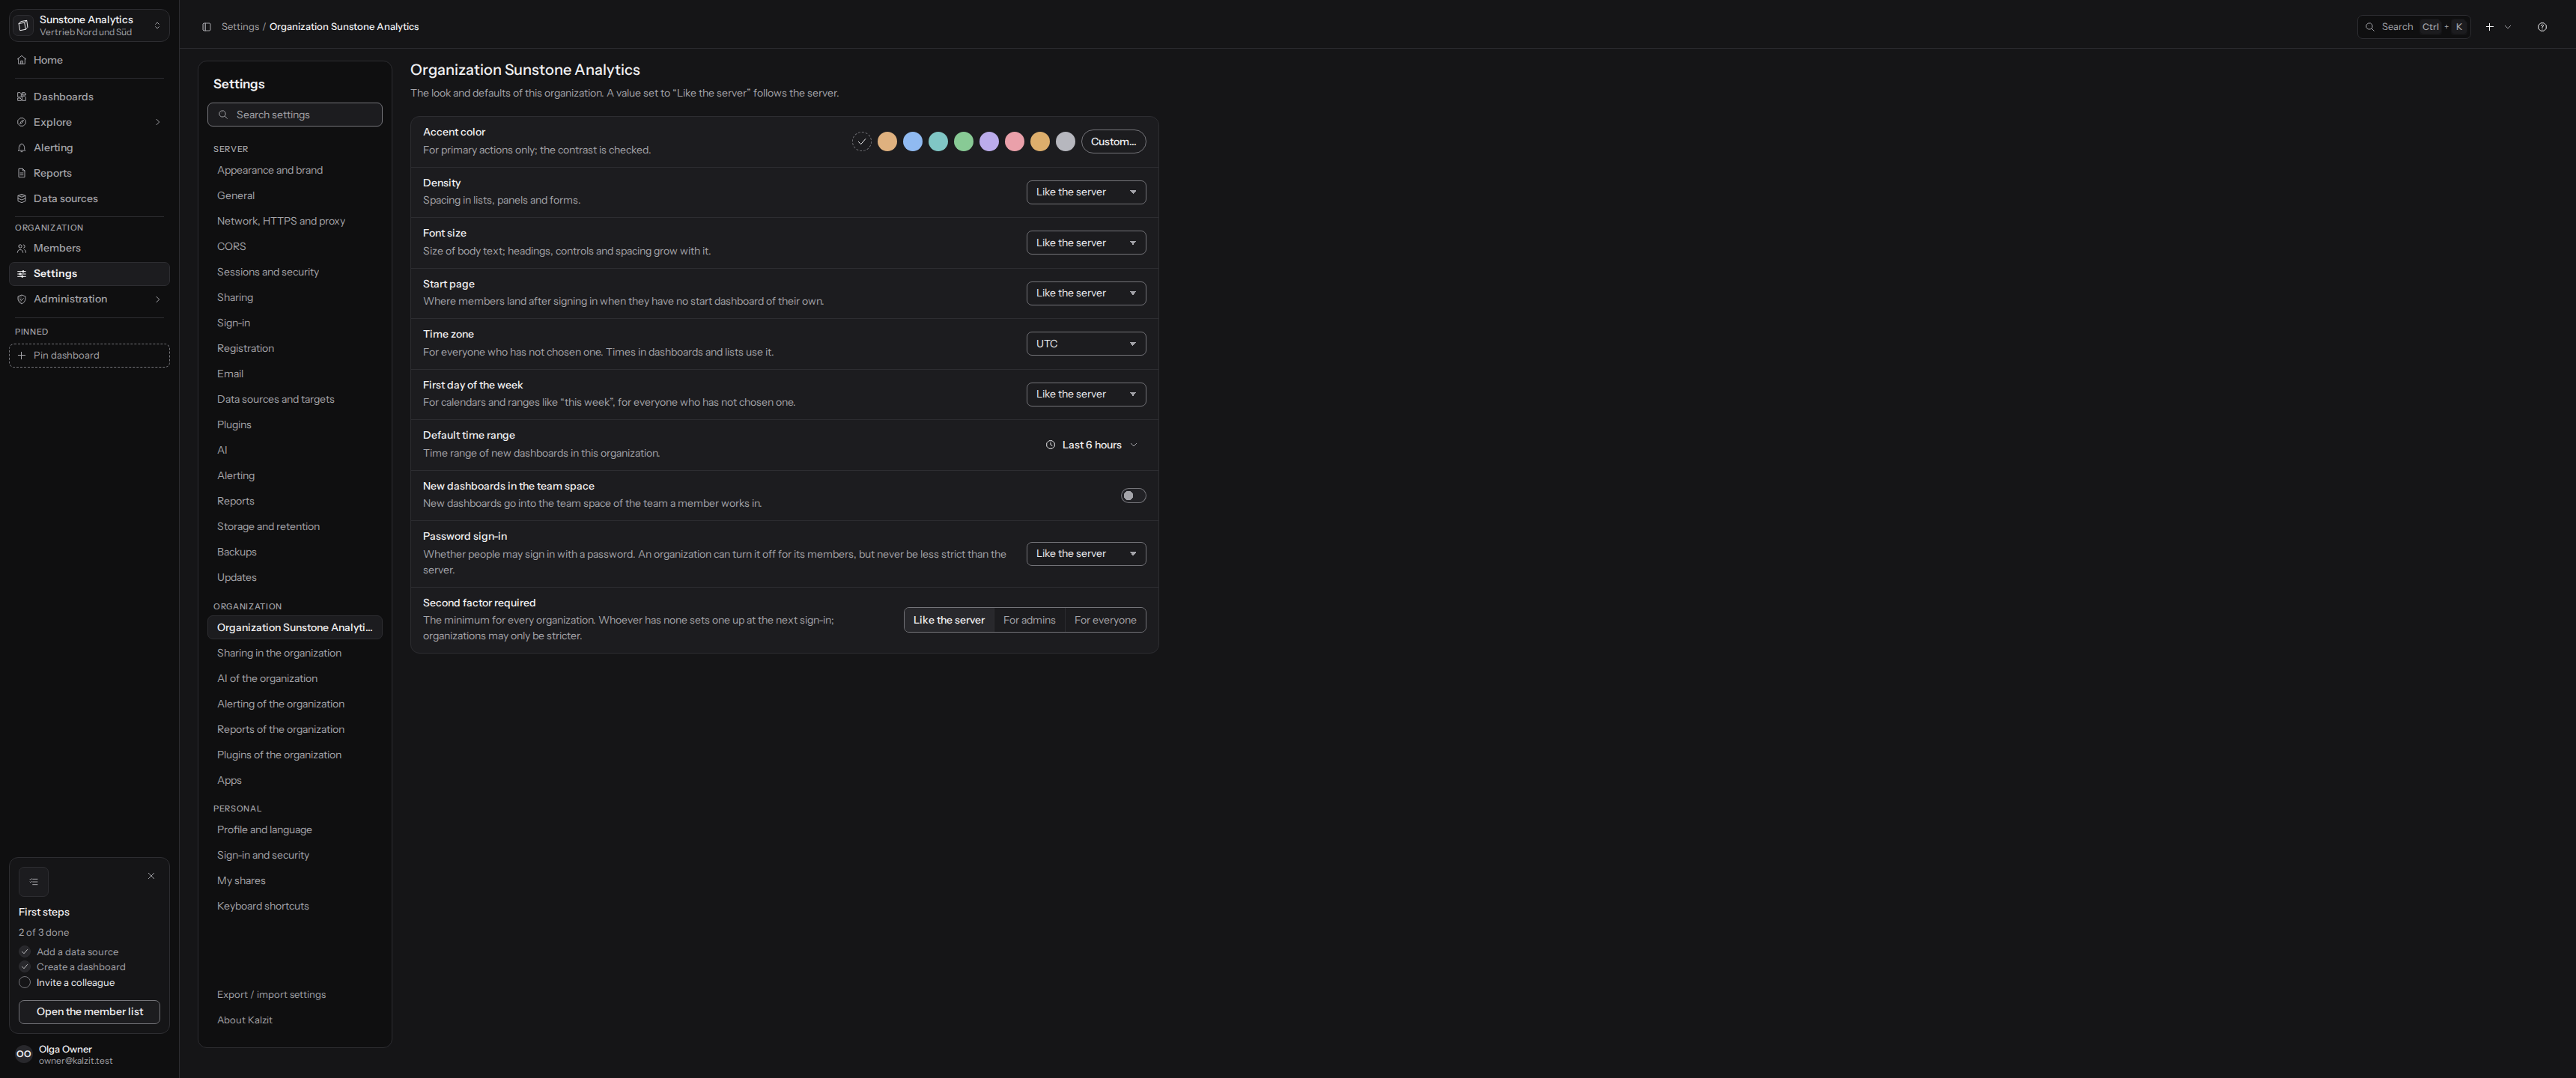 Sunstone Analytics
Vertrieb Nord und Süd
Home
Dashboards
Explore
Alerting
Reports
Data sources
ORGANIZATION
Members
Settings
Administration
PINNED
Pin dashboard
First steps
2 of 3 done
Add a data source
Create a dashboard
Invite a colleague
Open the member list
OO
Olga Owner
owner@kalzit.test
Settings / Organization Sunstone Analytics
Search Ctrl + K
Settings
Search settings
SERVER
Appearance and brand
General
Network, HTTPS and proxy
CORS
Sessions and security
Sharing
Sign-in
Registration
Email
Data sources and targets
Plugins
AI
Alerting
Reports
Storage and retention
Backups
Updates
ORGANIZATION
Organization Sunstone Analyti...
Sharing in the organization
AI of the organization
Alerting of the organization
Reports of the organization
Plugins of the organization
Apps
PERSONAL
Profile and language
Sign-in and security
My shares
Keyboard shortcuts
Export / import settings
About Kalzit
Organization Sunstone Analytics
The look and defaults of this organization. A value set to “Like the server” follows the server.
Accent color
For primary actions only; the contrast is checked.
Custom...
Density
Spacing in lists, panels and forms.
Like the server
Font size
Size of body text; headings, controls and spacing grow with it.
Like the server
Start page
Where members land after signing in when they have no start dashboard of their own.
Like the server
Time zone
For everyone who has not chosen one. Times in dashboards and lists use it.
UTC
First day of the week
For calendars and ranges like “this week”, for everyone who has not chosen one.
Like the server
Default time range
Time range of new dashboards in this organization.
Last 6 hours
New dashboards in the team space
New dashboards go into the team space of the team a member works in.
Password sign-in
Whether people may sign in with a password. An organization can turn it off for its members, but never be less strict than the
server.
Like the server
Second factor required
The minimum for every organization. Whoever has none sets one up at the next sign-in;
organizations may only be stricter.
Like the server
For admins
For everyone